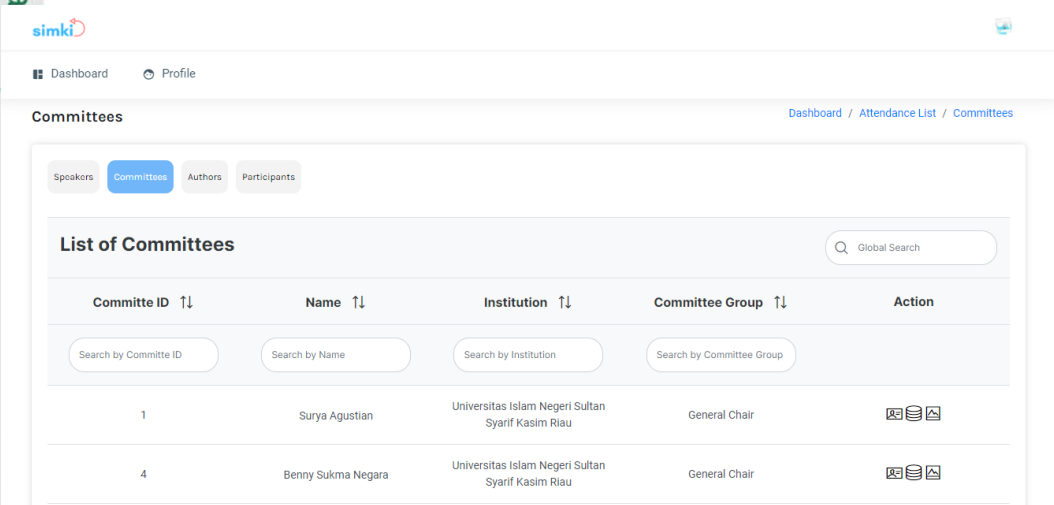 simki
Dashboard Profile
Committees
Dashboard / Attendance List / Committees
Speakers Committees Authors Participants
List of Committees
Global Search
Committe ID Name Institution Committee Group Action
Search by Committe ID Search by Name Search by Institution Search by Committee Group
1 Surya Agustian Universitas Islam Negeri Sultan General Chair
Syarif Kasim Riau
4 Benny Sukma Negara Universitas Islam Negeri Sultan General Chair
Syarif Kasim Riau